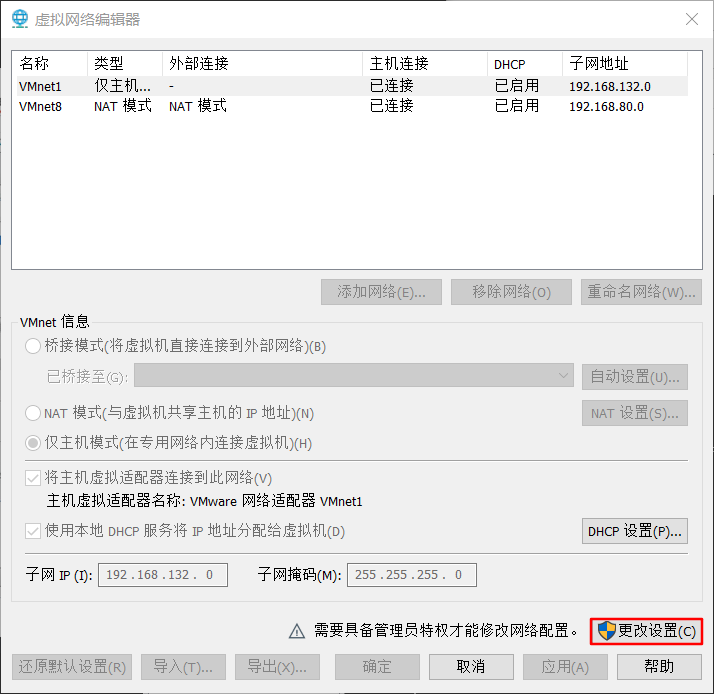 虚拟网络编辑器
名称 类型 外部连接 主机连接 DHCP 子网地址
VMnet1 仅主机... - 已连接 已启用 192.168.132.0
VMnet8 NAT 模式 NAT 模式 已连接 已启用 192.168.80.0
添加网络(E)... 移除网络(O) 重命名网络(W)...
VMnet 信息
桥接模式(将虚拟机直接连接到外部网络)(B)
已桥接至(G): 自动设置(U)...
NAT 模式(与虚拟机共享主机的 IP 地址)(N) NAT 设置(S)...
仅主机模式(在专用网络内连接虚拟机)(H)
将主机虚拟适配器连接到此网络(V)
主机虚拟适配器名称: VMware 网络适配器 VMnet1
使用本地 DHCP 服务将 IP 地址分配给虚拟机(D) DHCP 设置(P)...
子网 IP (I): 192.168.132. 0 子网掩码(M): 255.255.255. 0
需要具备管理员特权才能修改网络配置。 更改设置(C)
还原默认设置(R) 导入(T)... 导出(X)... 确定 取消 应用(A) 帮助